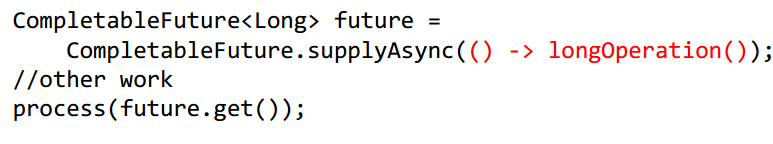 CompletableFuture<Long> future =
CompletableFuture.supplyAsync(() -> longOperation());
//other work
process(future.get());